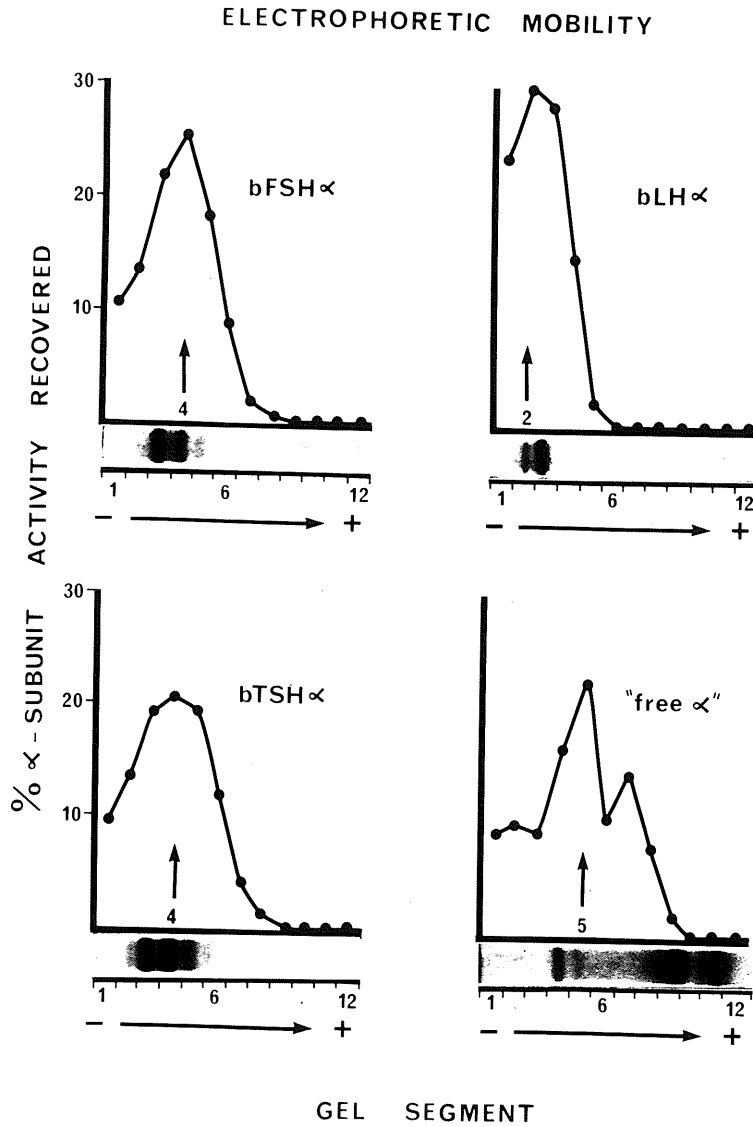 ELECTROPHORETIC MOBILITY
% ∝ - SUBUNIT ACTIVITY RECOVERED
30
20
10
bFSH∝
4
1 6 12
− +
bLH∝
2
1 6 12
− +
30
20
10
bTSH∝
4
1 6 12
− +
"free ∝"
5
1 6 12
− +
GEL SEGMENT